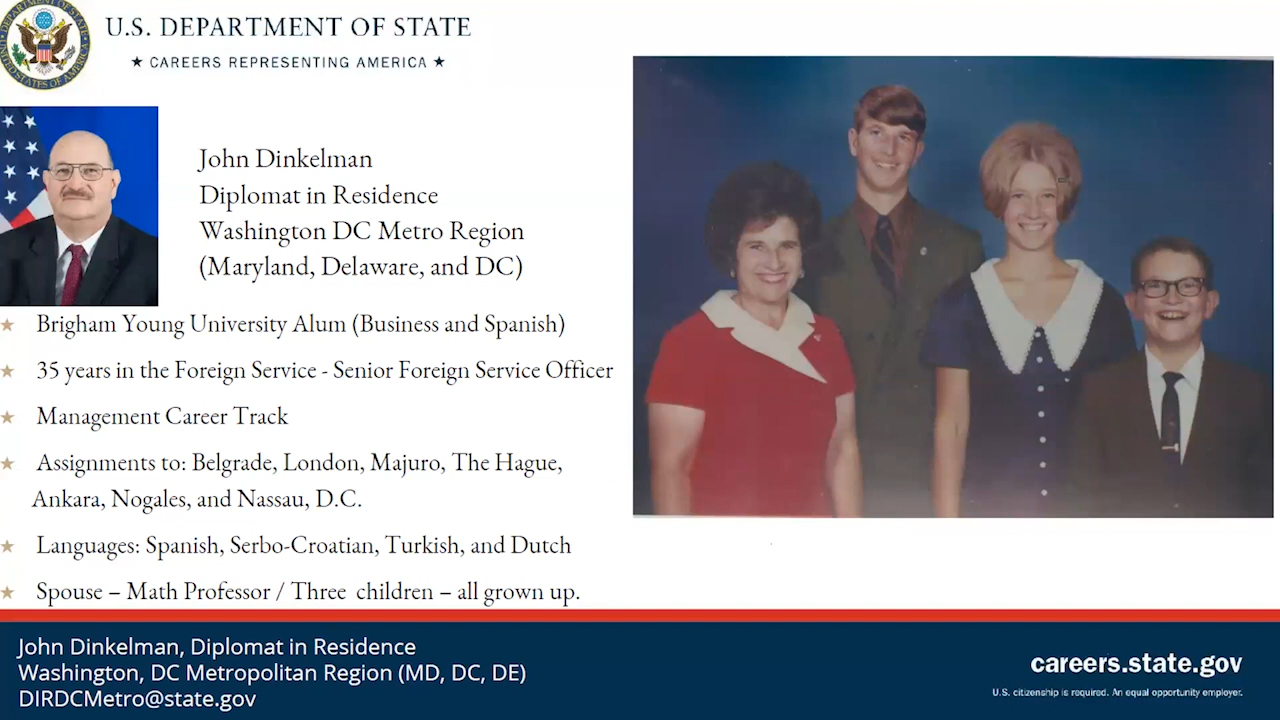 U.S. DEPARTMENT OF STATE
★ CAREERS REPRESENTING AMERICA ★
John Dinkelman
Diplomat in Residence
Washington DC Metro Region
(Maryland, Delaware, and DC)
★ Brigham Young University Alum (Business and Spanish)
★ 35 years in the Foreign Service - Senior Foreign Service Officer
★ Management Career Track
★ Assignments to: Belgrade, London, Majuro, The Hague,
Ankara, Nogales, and Nassau, D.C.
★ Languages: Spanish, Serbo-Croatian, Turkish, and Dutch
★ Spouse – Math Professor / Three children – all grown up.
John Dinkelman, Diplomat in Residence
Washington, DC Metropolitan Region (MD, DC, DE)
DIRDCMetro@state.gov
careers.state.gov
U.S. citizenship is required. An equal opportunity employer.